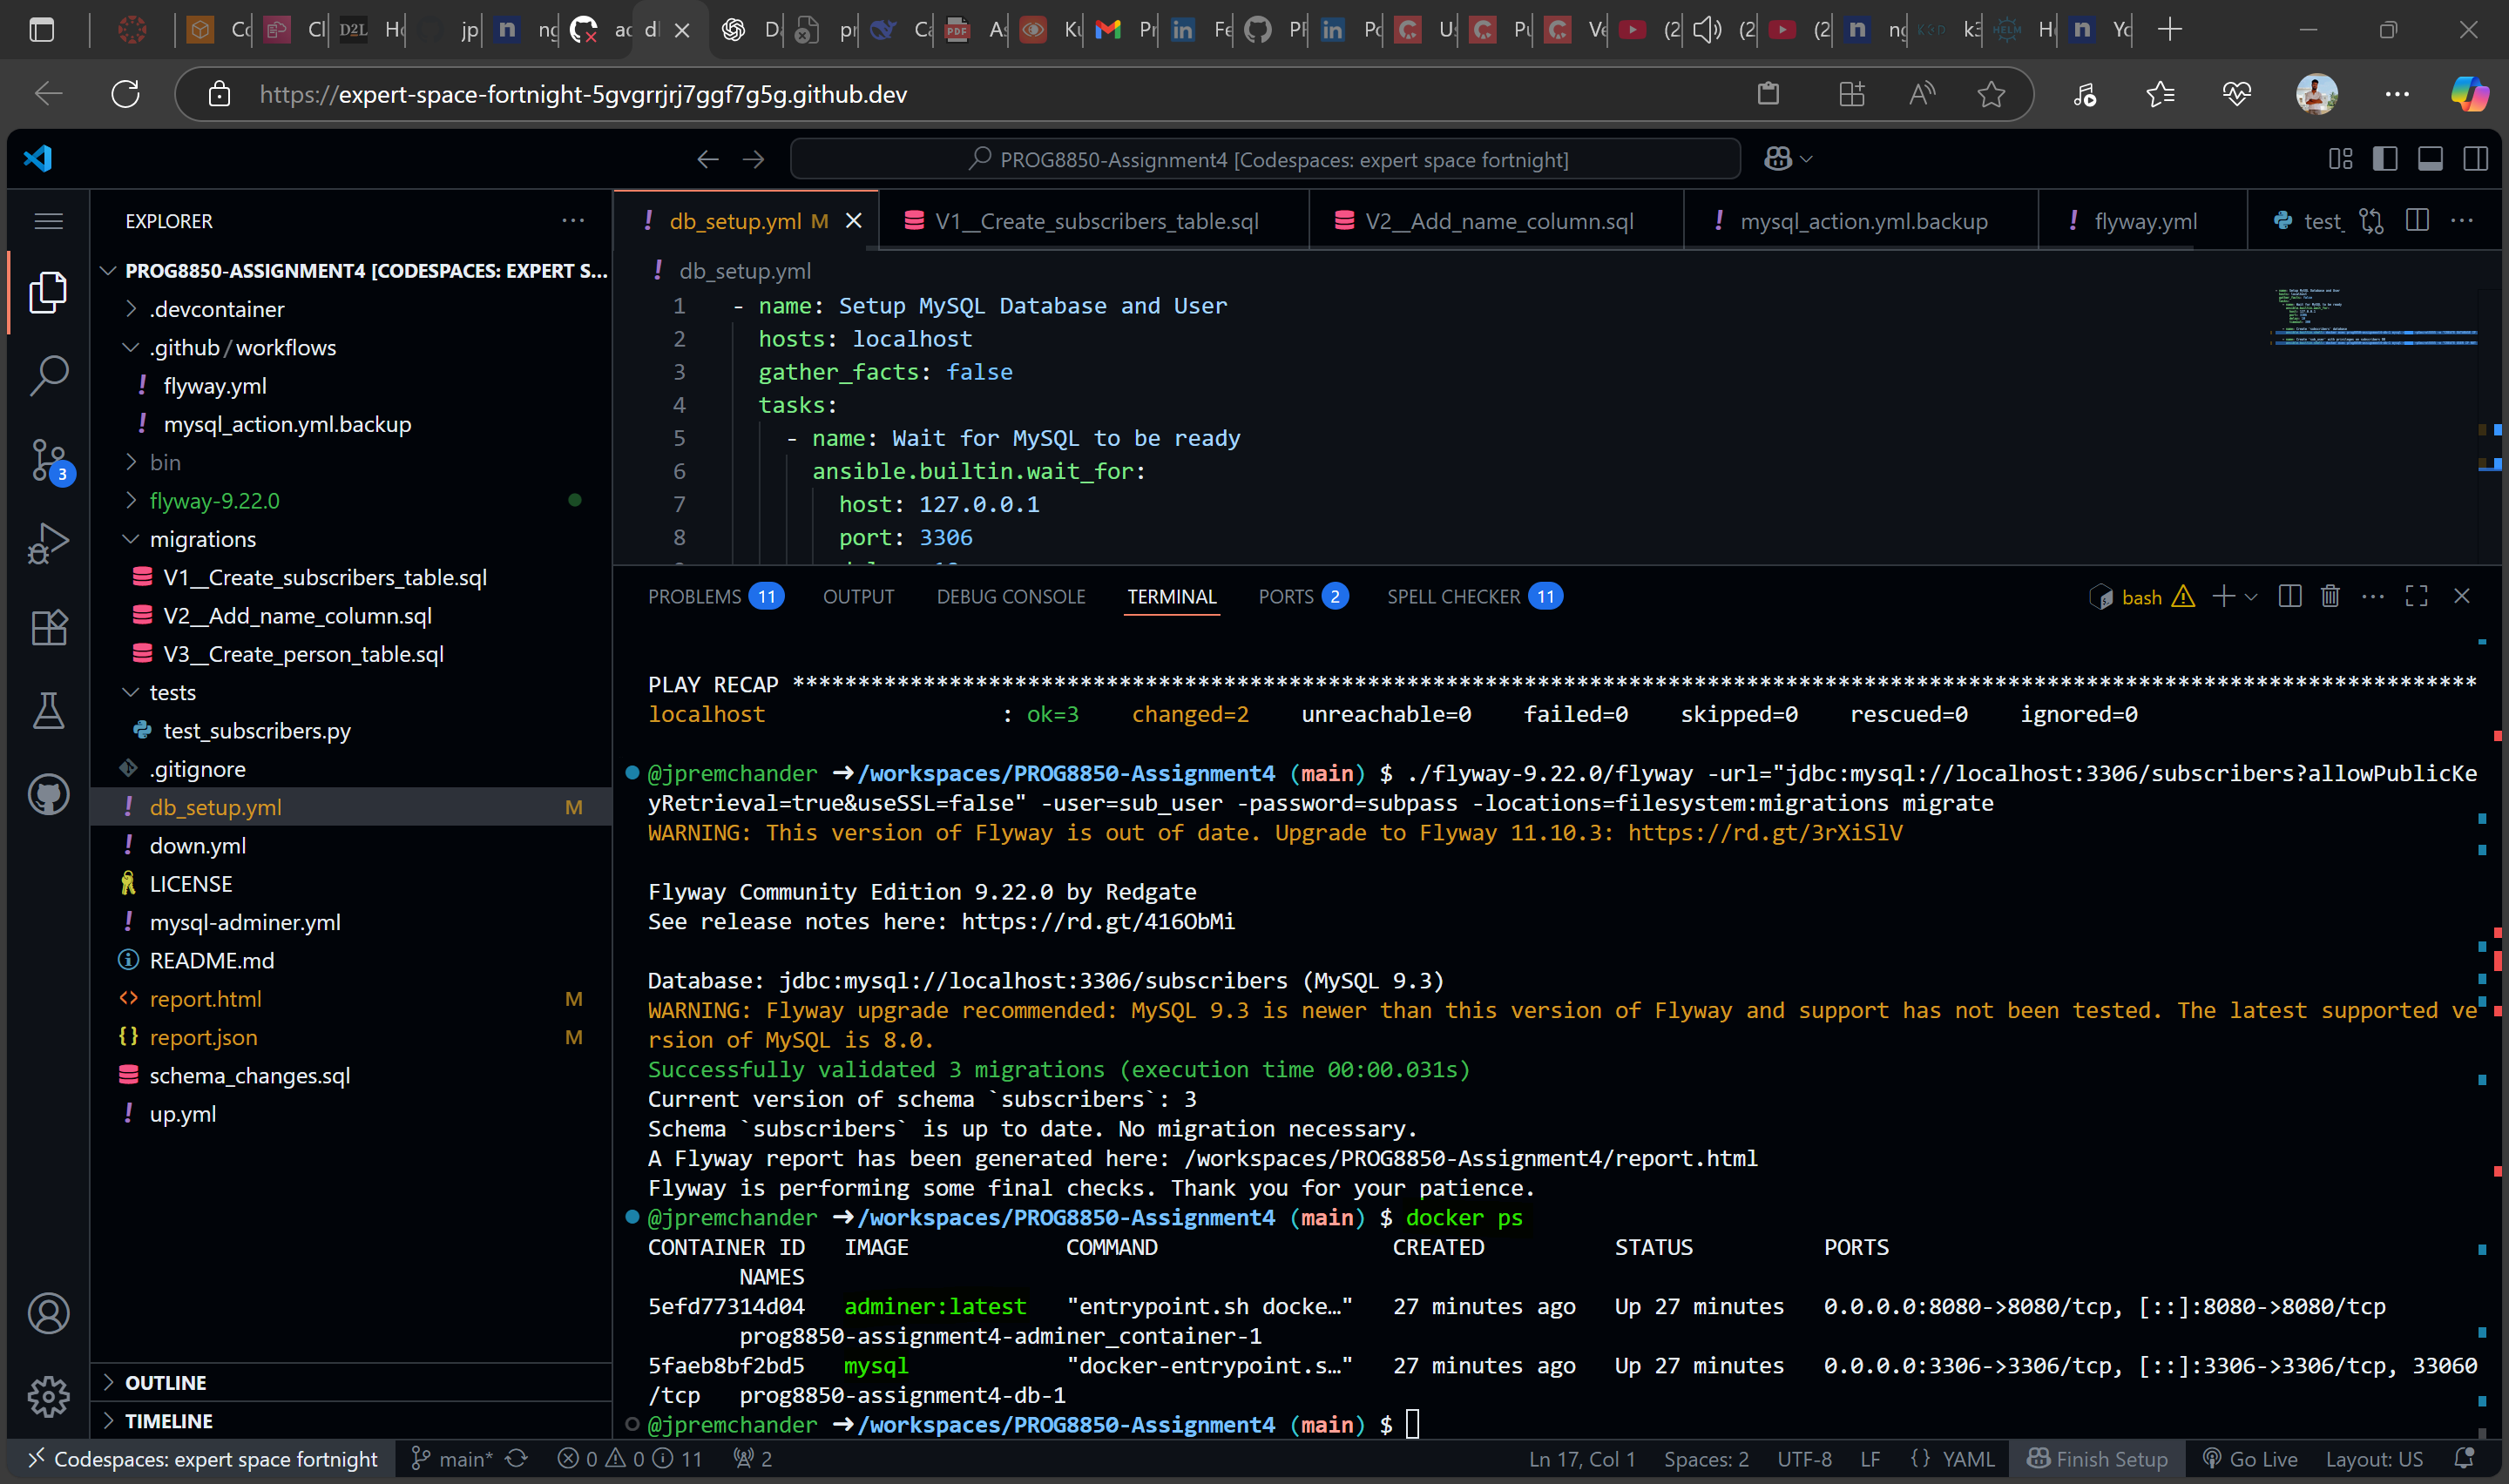 Cc
Cl
D2L
Hc
jp
ng
ac
dl
D
pr
Ca
PDF
As
Ku
Pr
Fe
PF
Pc
Us
Pu
Ve
(2
(2
(2
ng
k3
HELM
H
Yc
https://expert-space-fortnight-5gvgrrjrj7ggf7g5g.github.dev
PROG8850-Assignment4 [Codespaces: expert space fortnight]
EXPLORER
PROG8850-ASSIGNMENT4 [CODESPACES: EXPERT S...
.devcontainer
.github/workflows
flyway.yml
mysql_action.yml.backup
bin
flyway-9.22.0
migrations
V1__Create_subscribers_table.sql
V2__Add_name_column.sql
V3__Create_person_table.sql
tests
test_subscribers.py
.gitignore
db_setup.yml M
down.yml
LICENSE
mysql-adminer.yml
README.md
report.html M
report.json M
schema_changes.sql
up.yml
OUTLINE
TIMELINE
3
db_setup.yml M
V1__Create_subscribers_table.sql
V2__Add_name_column.sql
mysql_action.yml.backup
flyway.yml
test_
db_setup.yml
1 - name: Setup MySQL Database and User
2 hosts: localhost
3 gather_facts: false
4 tasks:
5 - name: Wait for MySQL to be ready
6 ansible.builtin.wait_for:
7 host: 127.0.0.1
8 port: 3306
PROBLEMS 11 OUTPUT DEBUG CONSOLE TERMINAL PORTS 2 SPELL CHECKER 11
bash
PLAY RECAP *********************************************************************************************************************************
localhost : ok=3 changed=2 unreachable=0 failed=0 skipped=0 rescued=0 ignored=0
@jpremchander ➜/workspaces/PROG8850-Assignment4 (main) $ ./flyway-9.22.0/flyway -url="jdbc:mysql://localhost:3306/subscribers?allowPublicKe
yRetrieval=true&useSSL=false" -user=sub_user -password=subpass -locations=filesystem:migrations migrate
WARNING: This version of Flyway is out of date. Upgrade to Flyway 11.10.3: https://rd.gt/3rXiSlV
Flyway Community Edition 9.22.0 by Redgate
See release notes here: https://rd.gt/416ObMi
Database: jdbc:mysql://localhost:3306/subscribers (MySQL 9.3)
WARNING: Flyway upgrade recommended: MySQL 9.3 is newer than this version of Flyway and support has not been tested. The latest supported ve
rsion of MySQL is 8.0.
Successfully validated 3 migrations (execution time 00:00.031s)
Current version of schema `subscribers`: 3
Schema `subscribers` is up to date. No migration necessary.
A Flyway report has been generated here: /workspaces/PROG8850-Assignment4/report.html
Flyway is performing some final checks. Thank you for your patience.
@jpremchander ➜/workspaces/PROG8850-Assignment4 (main) $ docker ps
CONTAINER ID IMAGE COMMAND CREATED STATUS PORTS
NAMES
5efd77314d04 adminer:latest "entrypoint.sh docke…" 27 minutes ago Up 27 minutes 0.0.0.0:8080->8080/tcp, [::]:8080->8080/tcp
prog8850-assignment4-adminer_container-1
5faeb8bf2bd5 mysql "docker-entrypoint.s…" 27 minutes ago Up 27 minutes 0.0.0.0:3306->3306/tcp, [::]:3306->3306/tcp, 33060
/tcp prog8850-assignment4-db-1
@jpremchander ➜/workspaces/PROG8850-Assignment4 (main) $
Codespaces: expert space fortnight main* 0 0 11 2 Ln 17, Col 1 Spaces: 2 UTF-8 LF {} YAML Finish Setup Go Live Layout: US